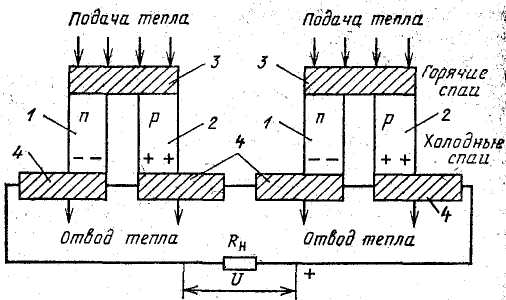 Подача тепла
Подача тепла
3
3
Горячие
спаи
1
n
p
2
4
1
n
p
2
Холодные
спаи
4
− −
+ +
− −
+ +
4
Отвод тепла
Rн
Отвод тепла
U
+